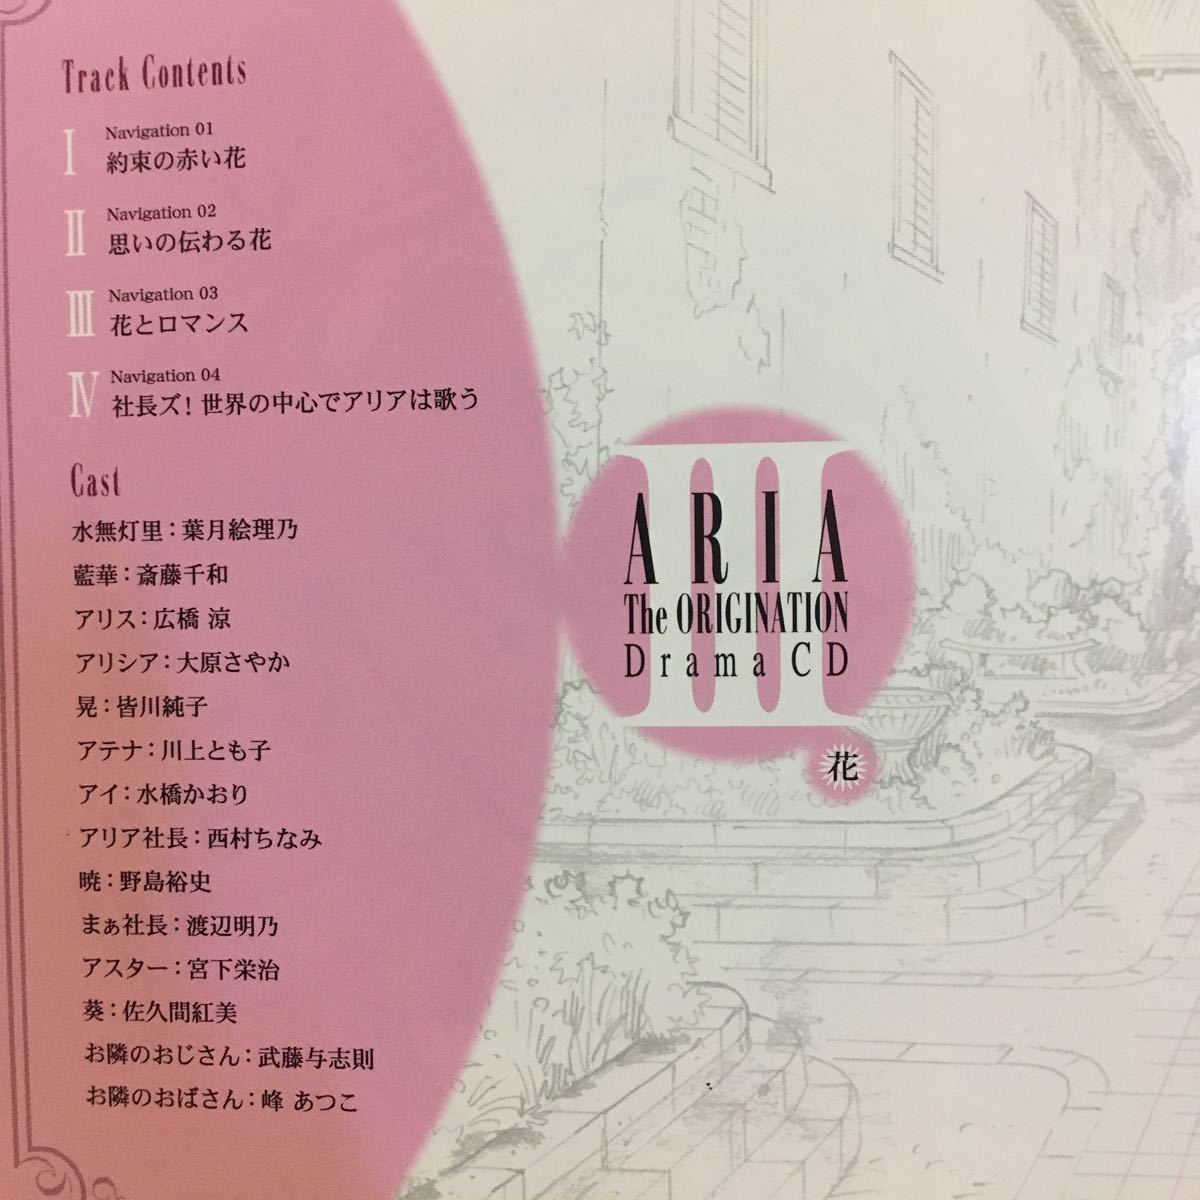 Track Contents
I
Navigation 01
約束の赤い花
II
Navigation 02
思いの伝わる花
III
Navigation 03
花とロマンス
IV
Navigation 04
社長ズ! 世界の中心でアリアは歌う
Cast
水無灯里:葉月絵理乃
藍華:斎藤千和
アリス:広橋 涼
アリシア:大原さやか
晃:皆川純子
アテナ:川上とも子
アイ:水橋かおり
アリア社長:西村ちなみ
暁:野島裕史
まぁ社長:渡辺明乃
アスター:宮下栄治
葵:佐久間紅美
お隣のおじさん:武藤与志則
お隣のおばさん:峰 あつこ
III
ARIA
The ORIGINATION
Drama CD
花